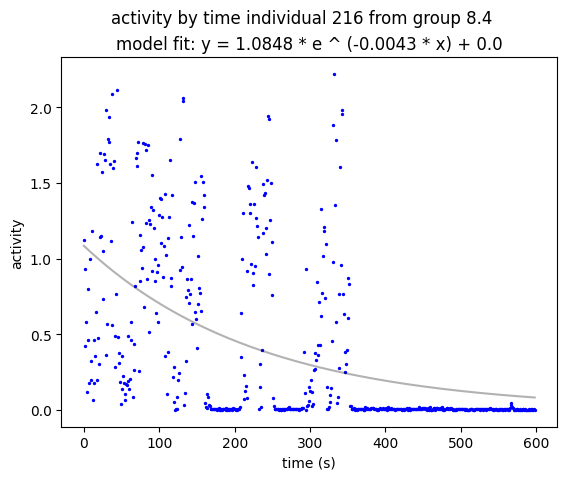 activity by time individual 216 from group 8.4
model fit: y = 1.0848 * e ^ (-0.0043 * x) + 0.0
2.0
1.5
1.0
0.5
0.0
activity
0 100 200 300 400 500 600
time (s)